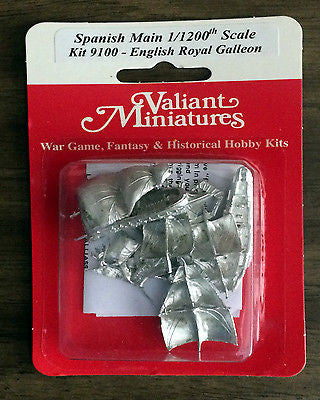 Spanish Main 1/1200th Scale
Kit 9100 - English Royal Galleon
Valiant
Miniatures
War Game, Fantasy & Historical Hobby Kits